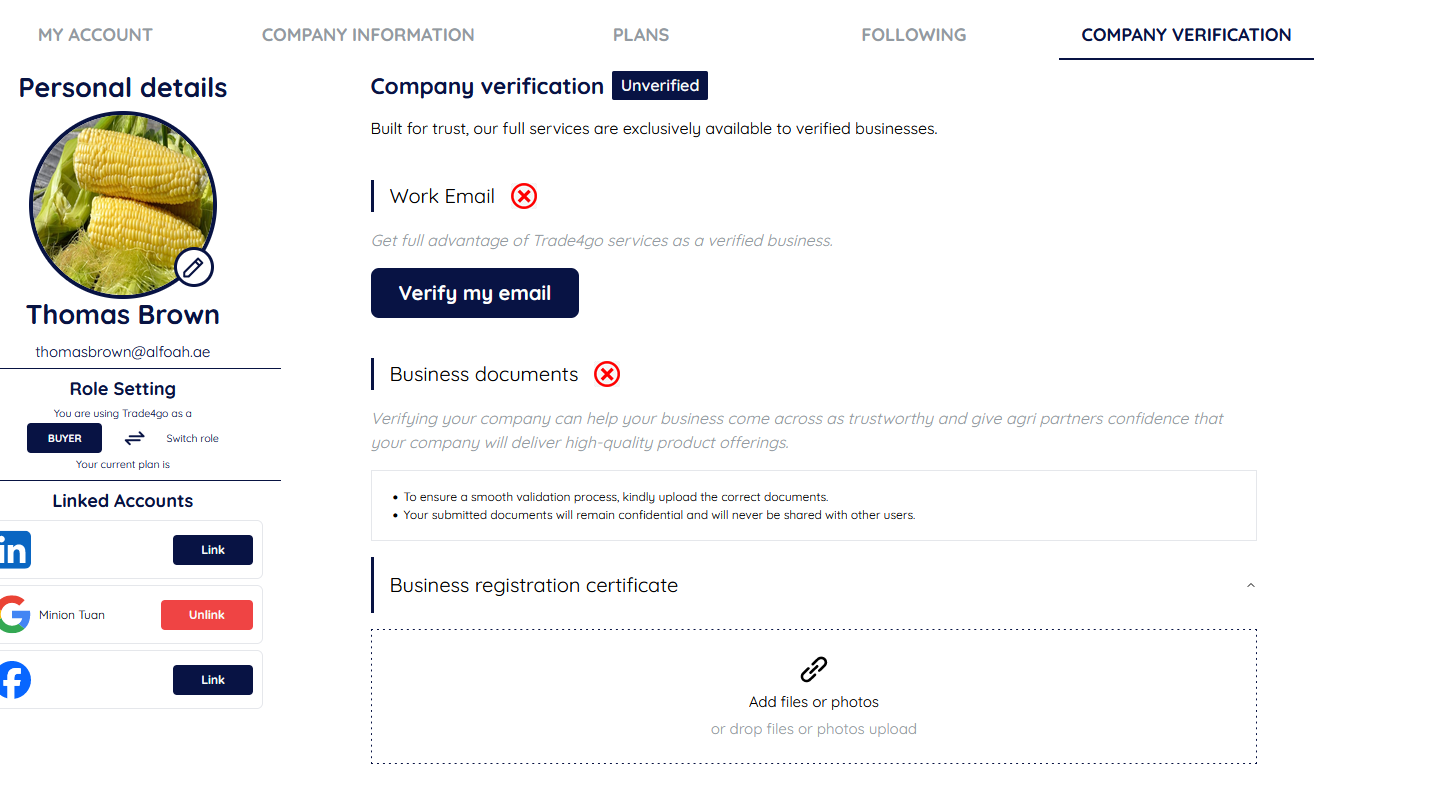 MY ACCOUNT
COMPANY INFORMATION
PLANS
FOLLOWING
COMPANY VERIFICATION
Personal details
Thomas Brown
thomasbrown@alfoah.ae
Role Setting
You are using Trade4go as a
BUYER
Switch role
Your current plan is
Linked Accounts
in
Link
Minion Tuan
Unlink
Link
Company verification
Unverified
Built for trust, our full services are exclusively available to verified businesses.
Work Email
Get full advantage of Trade4go services as a verified business.
Verify my email
Business documents
Verifying your company can help your business come across as trustworthy and give agri partners confidence that
your company will deliver high-quality product offerings.
• To ensure a smooth validation process, kindly upload the correct documents.
• Your submitted documents will remain confidential and will never be shared with other users.
Business registration certificate
Add files or photos
or drop files or photos upload